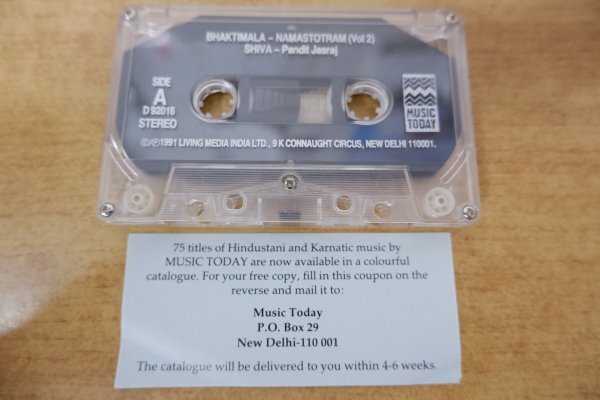 BHAKTIMALA – NAMASTOTRAM (Vol 2)
SHIVA – Pandit Jasraj
SIDE
A
D 92016
STEREO
MUSIC
TODAY
©℗1991 LIVING MEDIA INDIA LTD., 9 K CONNAUGHT CIRCUS, NEW DELHI 110001.
75 titles of Hindustani and Karnatic music by
MUSIC TODAY are now available in a colourful
catalogue. For your free copy, fill in this coupon on the
reverse and mail it to:
Music Today
P.O. Box 29
New Delhi-110 001
The catalogue will be delivered to you within 4-6 weeks.